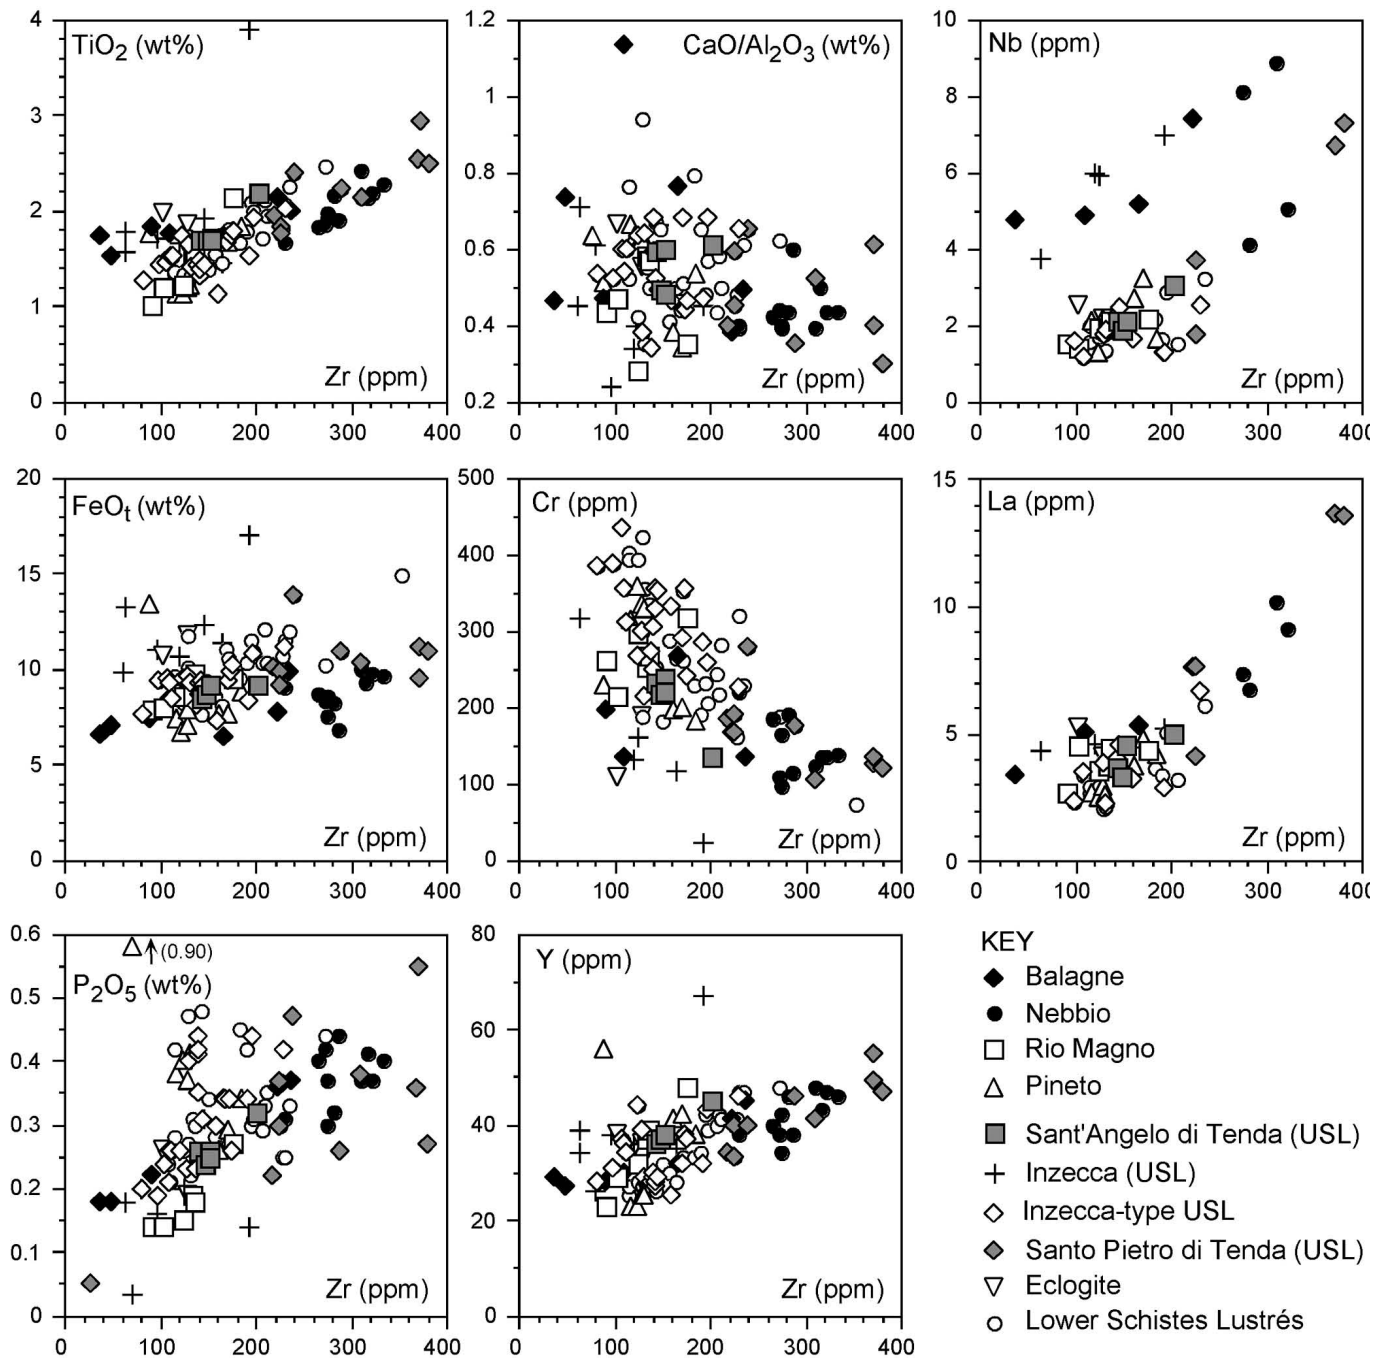 4
3
2
1
0
TiO2 (wt%)
Zr (ppm)
0 100 200 300 400
1.2
1
0.8
0.6
0.4
0.2
CaO/Al2O3 (wt%)
Zr (ppm)
0 100 200 300 400
10
8
6
4
2
0
Nb (ppm)
Zr (ppm)
0 100 200 300 400
20
15
10
5
0
FeOt (wt%)
Zr (ppm)
0 100 200 300 400
500
400
300
200
100
0
Cr (ppm)
Zr (ppm)
0 100 200 300 400
15
10
5
0
La (ppm)
Zr (ppm)
0 100 200 300 400
0.6
0.5
0.4
0.3
0.2
0.1
0
(0.90)
P2O5 (wt%)
Zr (ppm)
0 100 200 300 400
80
60
40
20
0
Y (ppm)
Zr (ppm)
0 100 200 300 400
KEY
Balagne
Nebbio
Rio Magno
Pineto
Sant'Angelo di Tenda (USL)
Inzecca (USL)
Inzecca-type USL
Santo Pietro di Tenda (USL)
Eclogite
Lower Schistes Lustrés